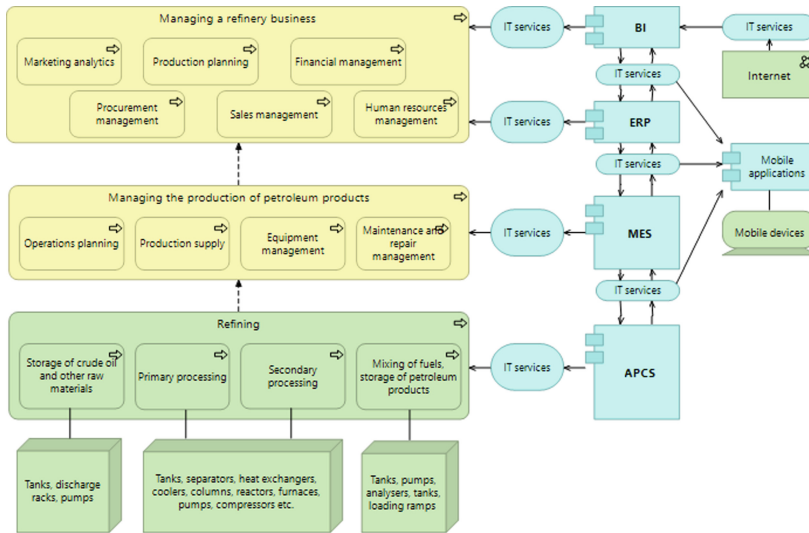 Managing a refinery business
Marketing analytics
Production planning
Financial management
Procurement
management
Sales management
Human resources
management
IT services
BI
IT services
Internet
IT services
IT services
ERP
IT services
Mobile
applications
Mobile devices
Managing the production of petroleum products
Operations planning
Production supply
Equipment
management
Maintenance and
repair management
IT services
MES
IT services
Refining
Storage of crude oil
and other raw
materials
Primary processing
Secondary
processing
Mixing of fuels,
storage of petroleum
products
IT services
APCS
Tanks, discharge
racks, pumps
Tanks, separators, heat exchangers,
coolers, columns, reactors, furnaces,
pumps, compressors etc.
Tanks, pumps,
analysers, tanks,
loading ramps